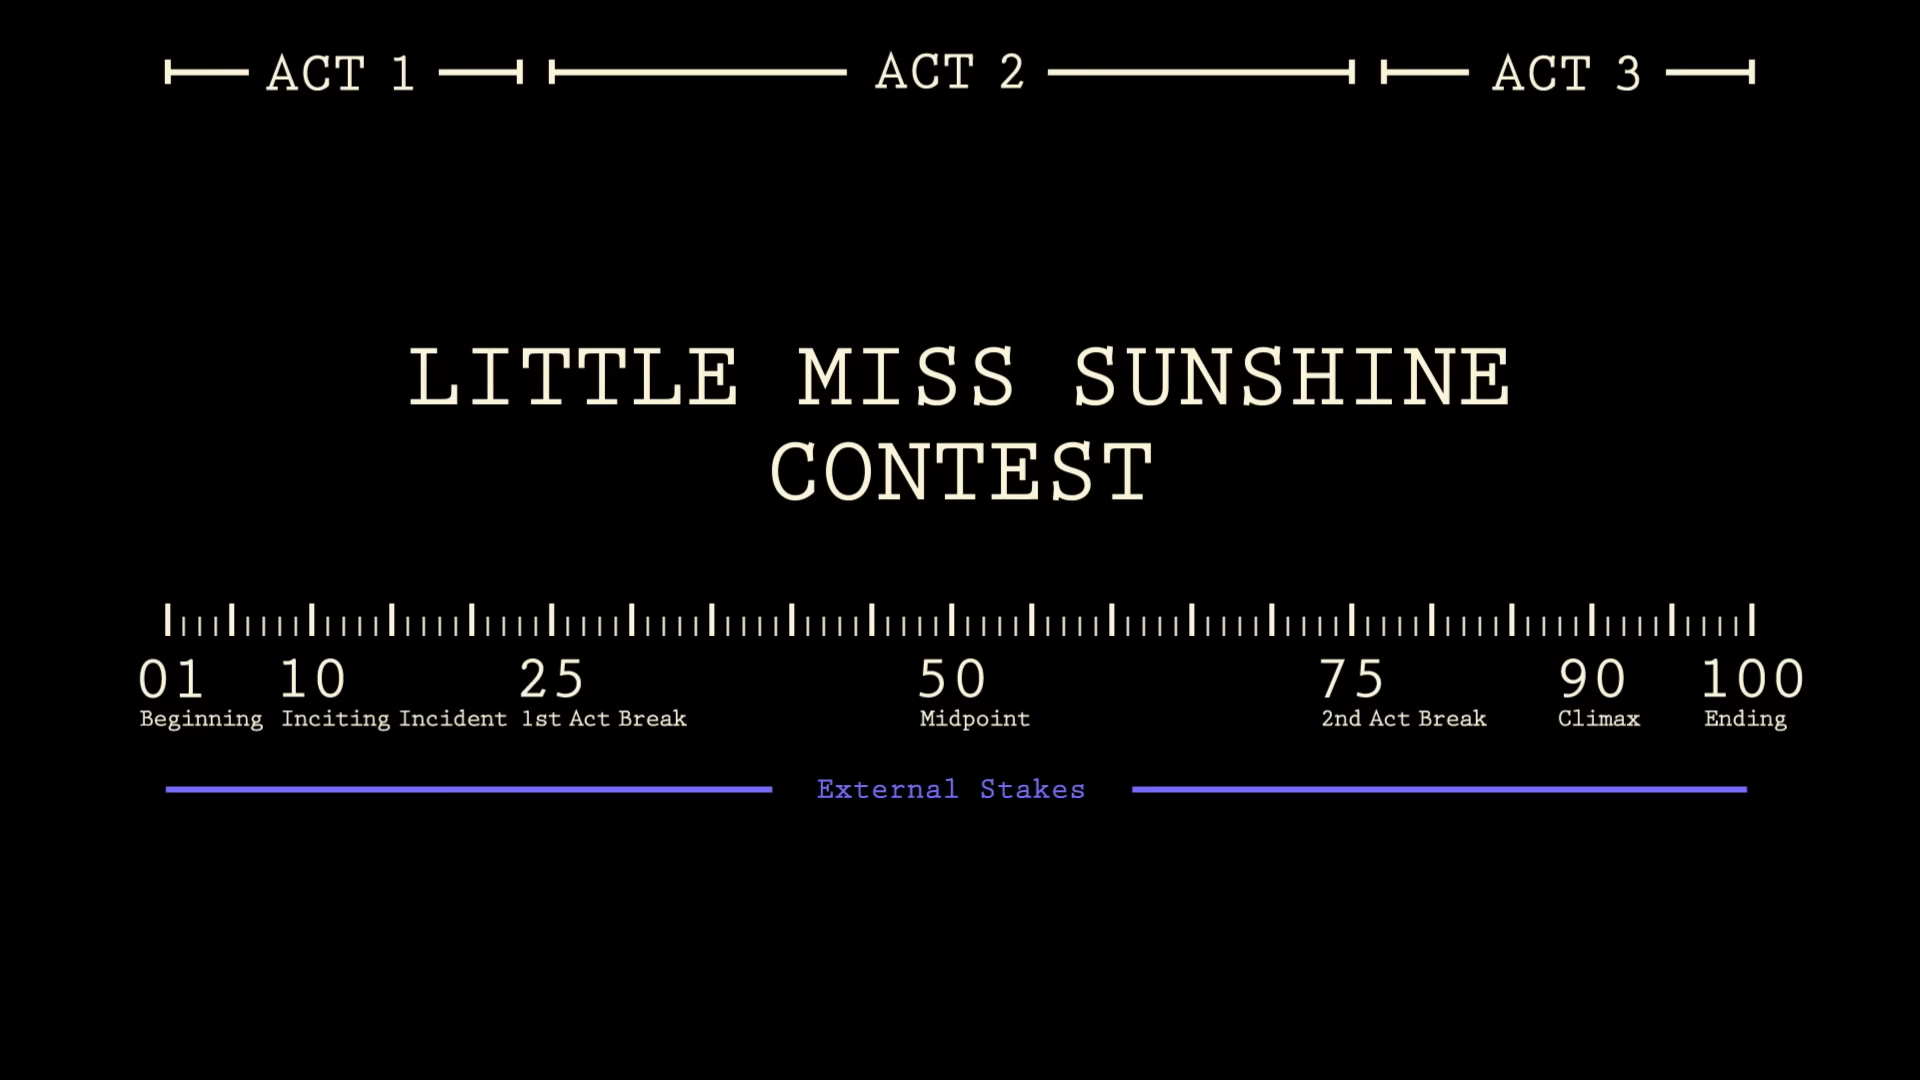 ACT 1 ACT 2 ACT 3
LITTLE MISS SUNSHINE
CONTEST
01 10 25 50 75 90 100
Beginning Inciting Incident 1st Act Break Midpoint 2nd Act Break Climax Ending
External Stakes